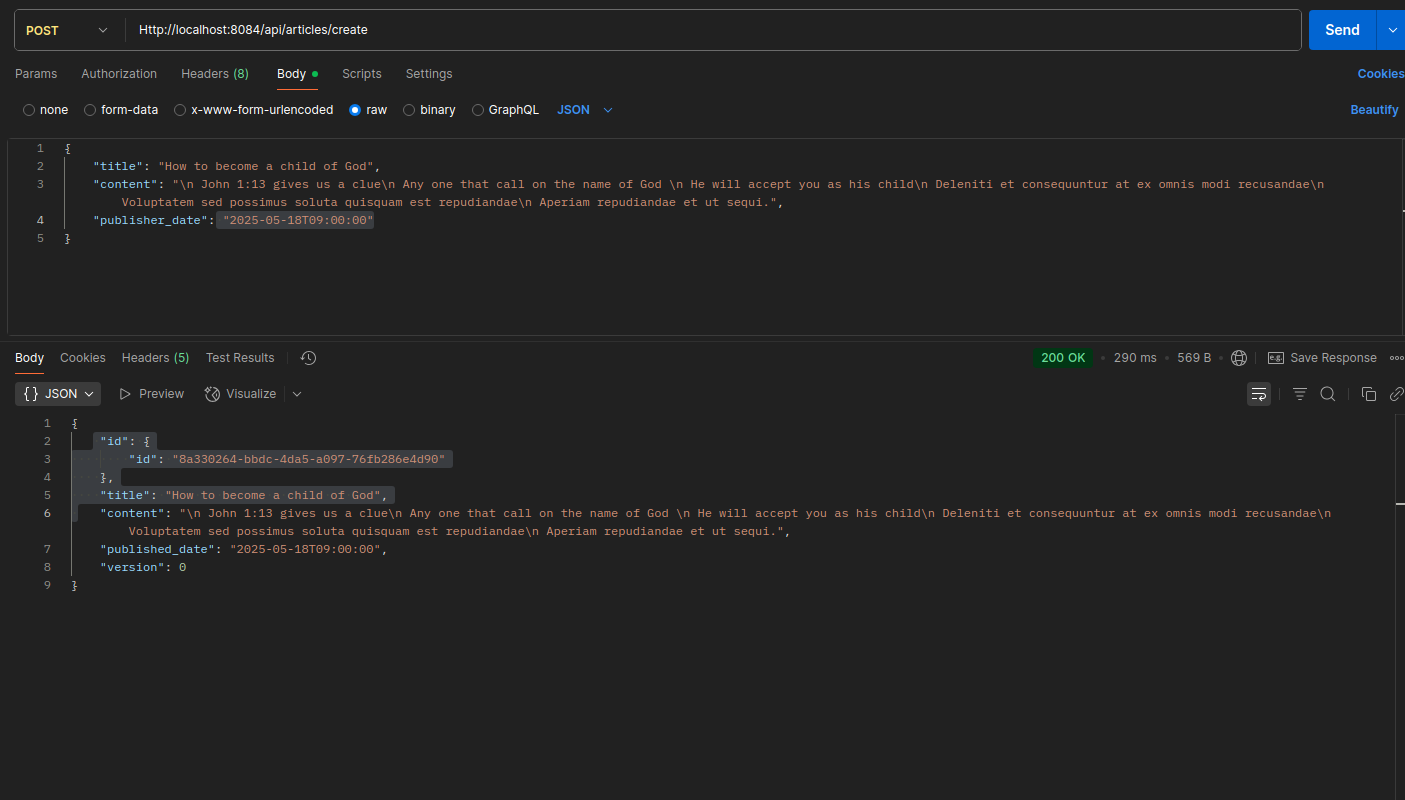 POST Http://localhost:8084/api/articles/create Send
Params Authorization Headers (8) Body Scripts Settings Cookies
none form-data x-www-form-urlencoded raw binary GraphQL JSON Beautify
1 {
2 "title": "How to become a child of God",
3 "content": "\n John 1:13 gives us a clue\n Any one that call on the name of God \n He will accept you as his child\n Deleniti et consequuntur at ex omnis modi recusandae\n
Voluptatem sed possimus soluta quisquam est repudiandae\n Aperiam repudiandae et ut sequi.",
4 "publisher_date": "2025-05-18T09:00:00"
5 }
Body Cookies Headers (5) Test Results 200 OK 290 ms 569 B e.g. Save Response
{} JSON Preview Visualize
1 {
2 "id": {
3 "id": "8a330264-bbdc-4da5-a097-76fb286e4d90"
4 },
5 "title": "How to become a child of God",
6 "content": "\n John 1:13 gives us a clue\n Any one that call on the name of God \n He will accept you as his child\n Deleniti et consequuntur at ex omnis modi recusandae\n
Voluptatem sed possimus soluta quisquam est repudiandae\n Aperiam repudiandae et ut sequi.",
7 "published_date": "2025-05-18T09:00:00",
8 "version": 0
9 }